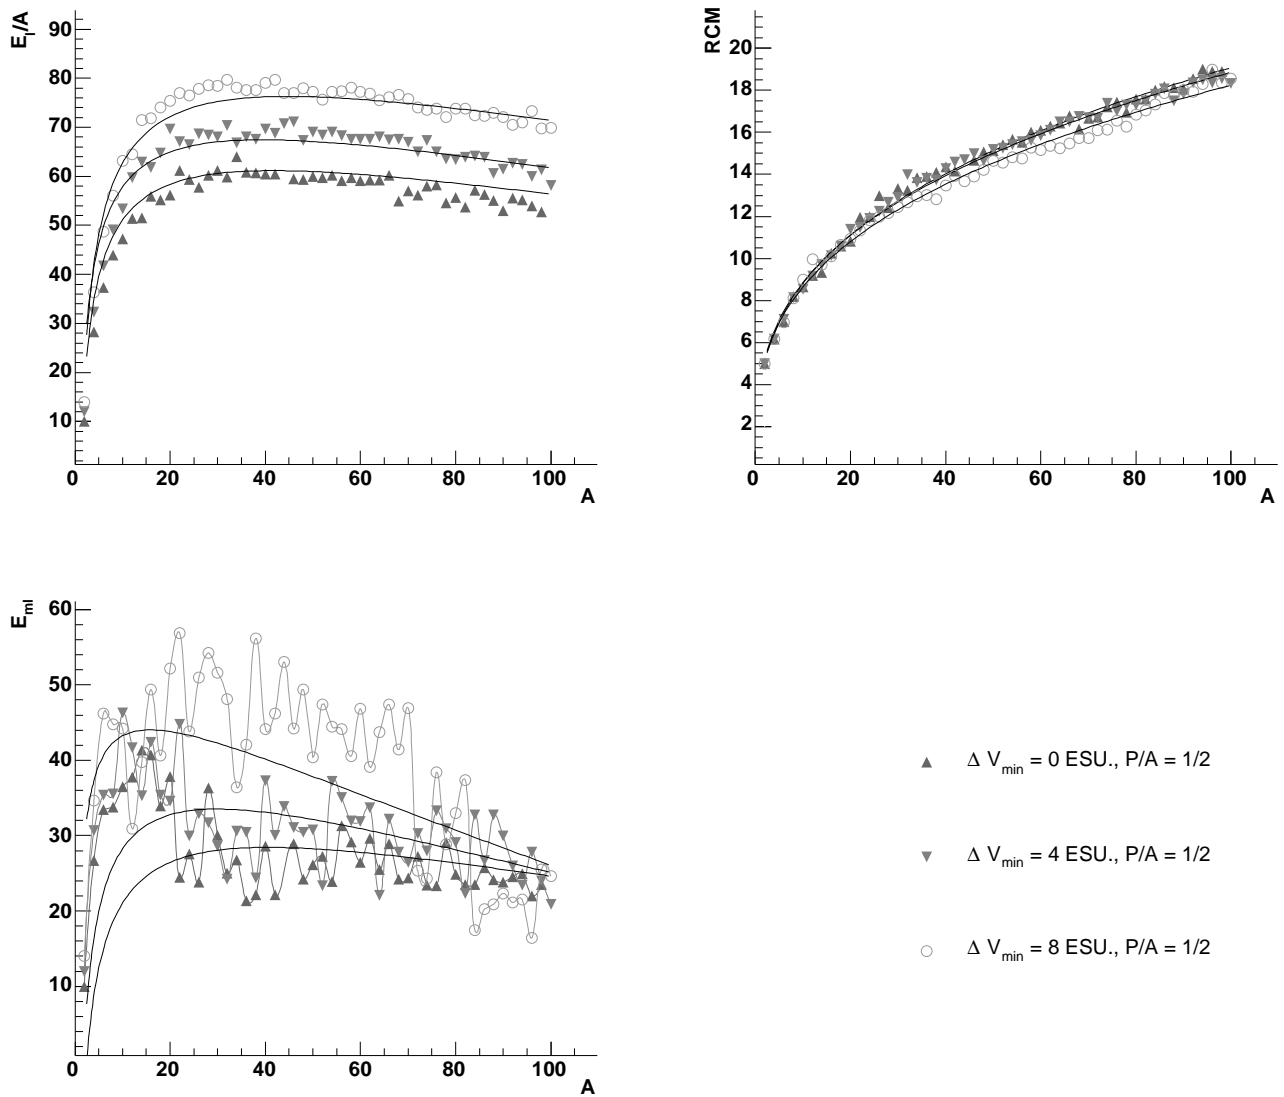 E_l/A
90
80
70
60
50
40
30
20
10
0 20 40 60 80 100
A
RCM
20
18
16
14
12
10
8
6
4
2
0 20 40 60 80 100
A
E_ml
60
50
40
30
20
10
0 20 40 60 80 100
A
Δ V_min = 0 ESU., P/A = 1/2
Δ V_min = 4 ESU., P/A = 1/2
Δ V_min = 8 ESU., P/A = 1/2